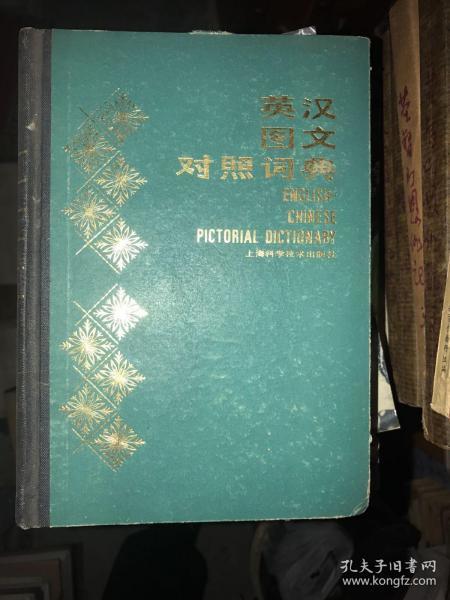 英汉
图文
对照词典
ENGLISH-
CHINESE
PICTORIAL DICTIONARY
上海科学技术出版社
孔夫子旧书网
www.kongfz.com